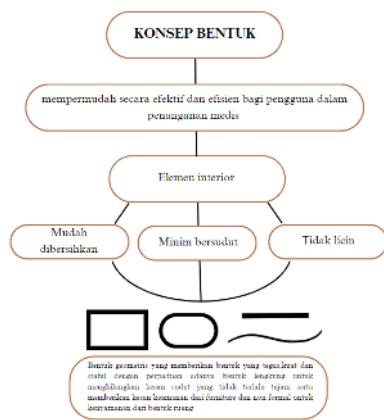 KONSEP BENTUK
mempermudah secara efektif dan efisien bagi pengguna dalam
penanganan medis
Elemen interior
Mudah
dibersihkan
Minim bersudut
Tidak licin
Bentuk geometris yang memberikan bentuk yang tegas,kuat dan
stabil dengan perpaduan adanya bentuk lengkung untuk
menghilangkan kesan sudut yang tidak terlalu tajam serta
memberikan kesan keamanan dari furniture dan non formal untuk
kenyamanan dari bentuk ruang